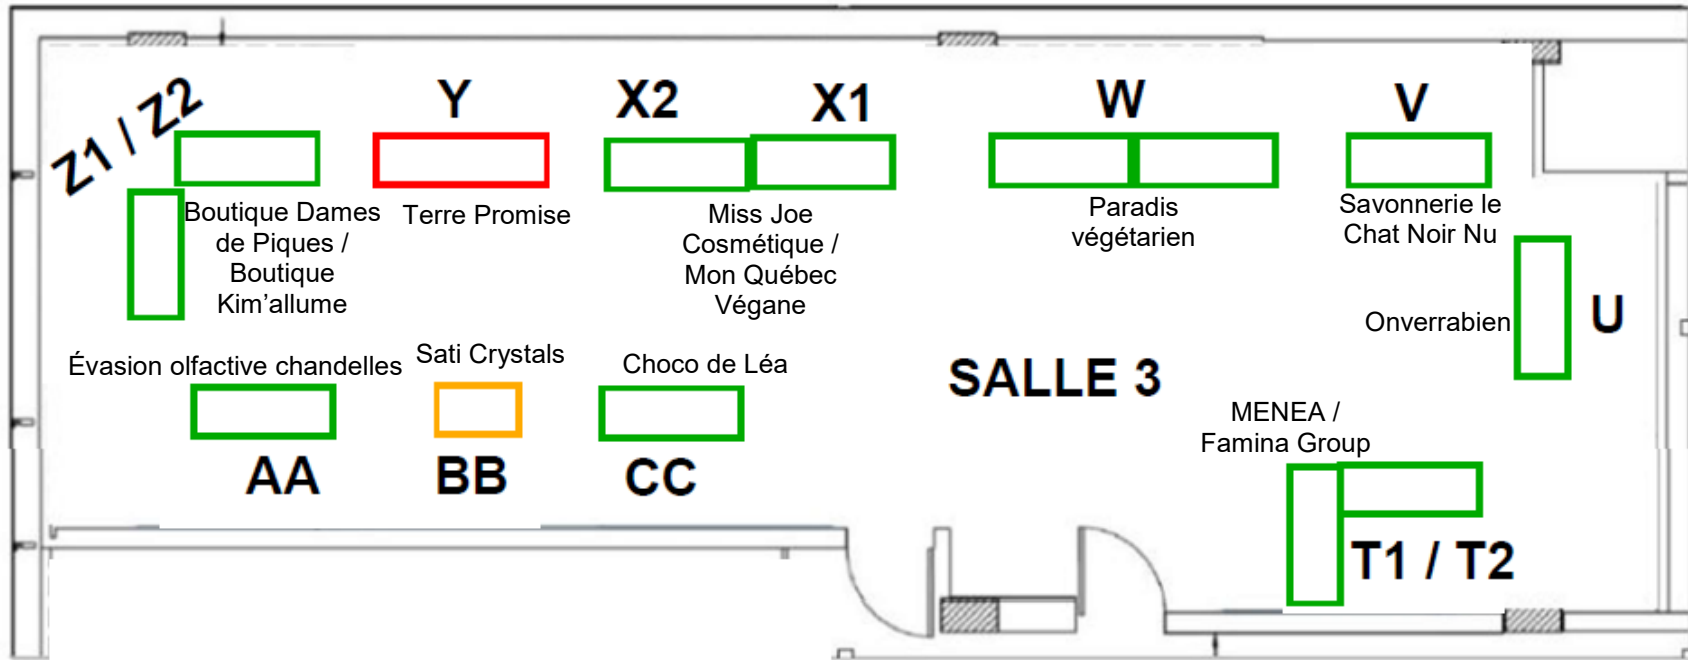 Z1 / Z2
Y
X2
X1
W
V
Boutique Dames
de Piques /
Boutique
Kim'allume
Terre Promise
Miss Joe
Cosmétique /
Mon Québec
Végane
Paradis
végétarien
Savonnerie le
Chat Noir Nu
Onverrabien
U
Évasion olfactive chandelles
Sati Crystals
Choco de Léa
SALLE 3
MENEA /
Famina Group
AA
BB
CC
T1 / T2